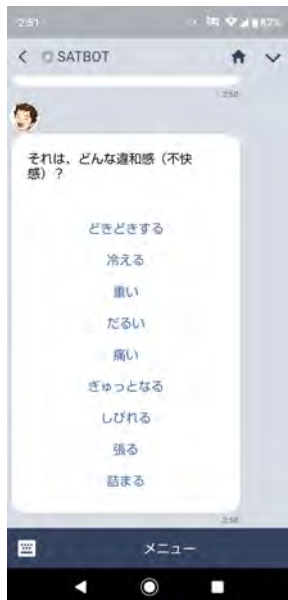 2:51
82%
SATBOT
2:50
それは、どんな違和感（不快
感）？
どきどきする
冷える
重い
だるい
痛い
ぎゅっとなる
しびれる
張る
詰まる
2:50
メニュー